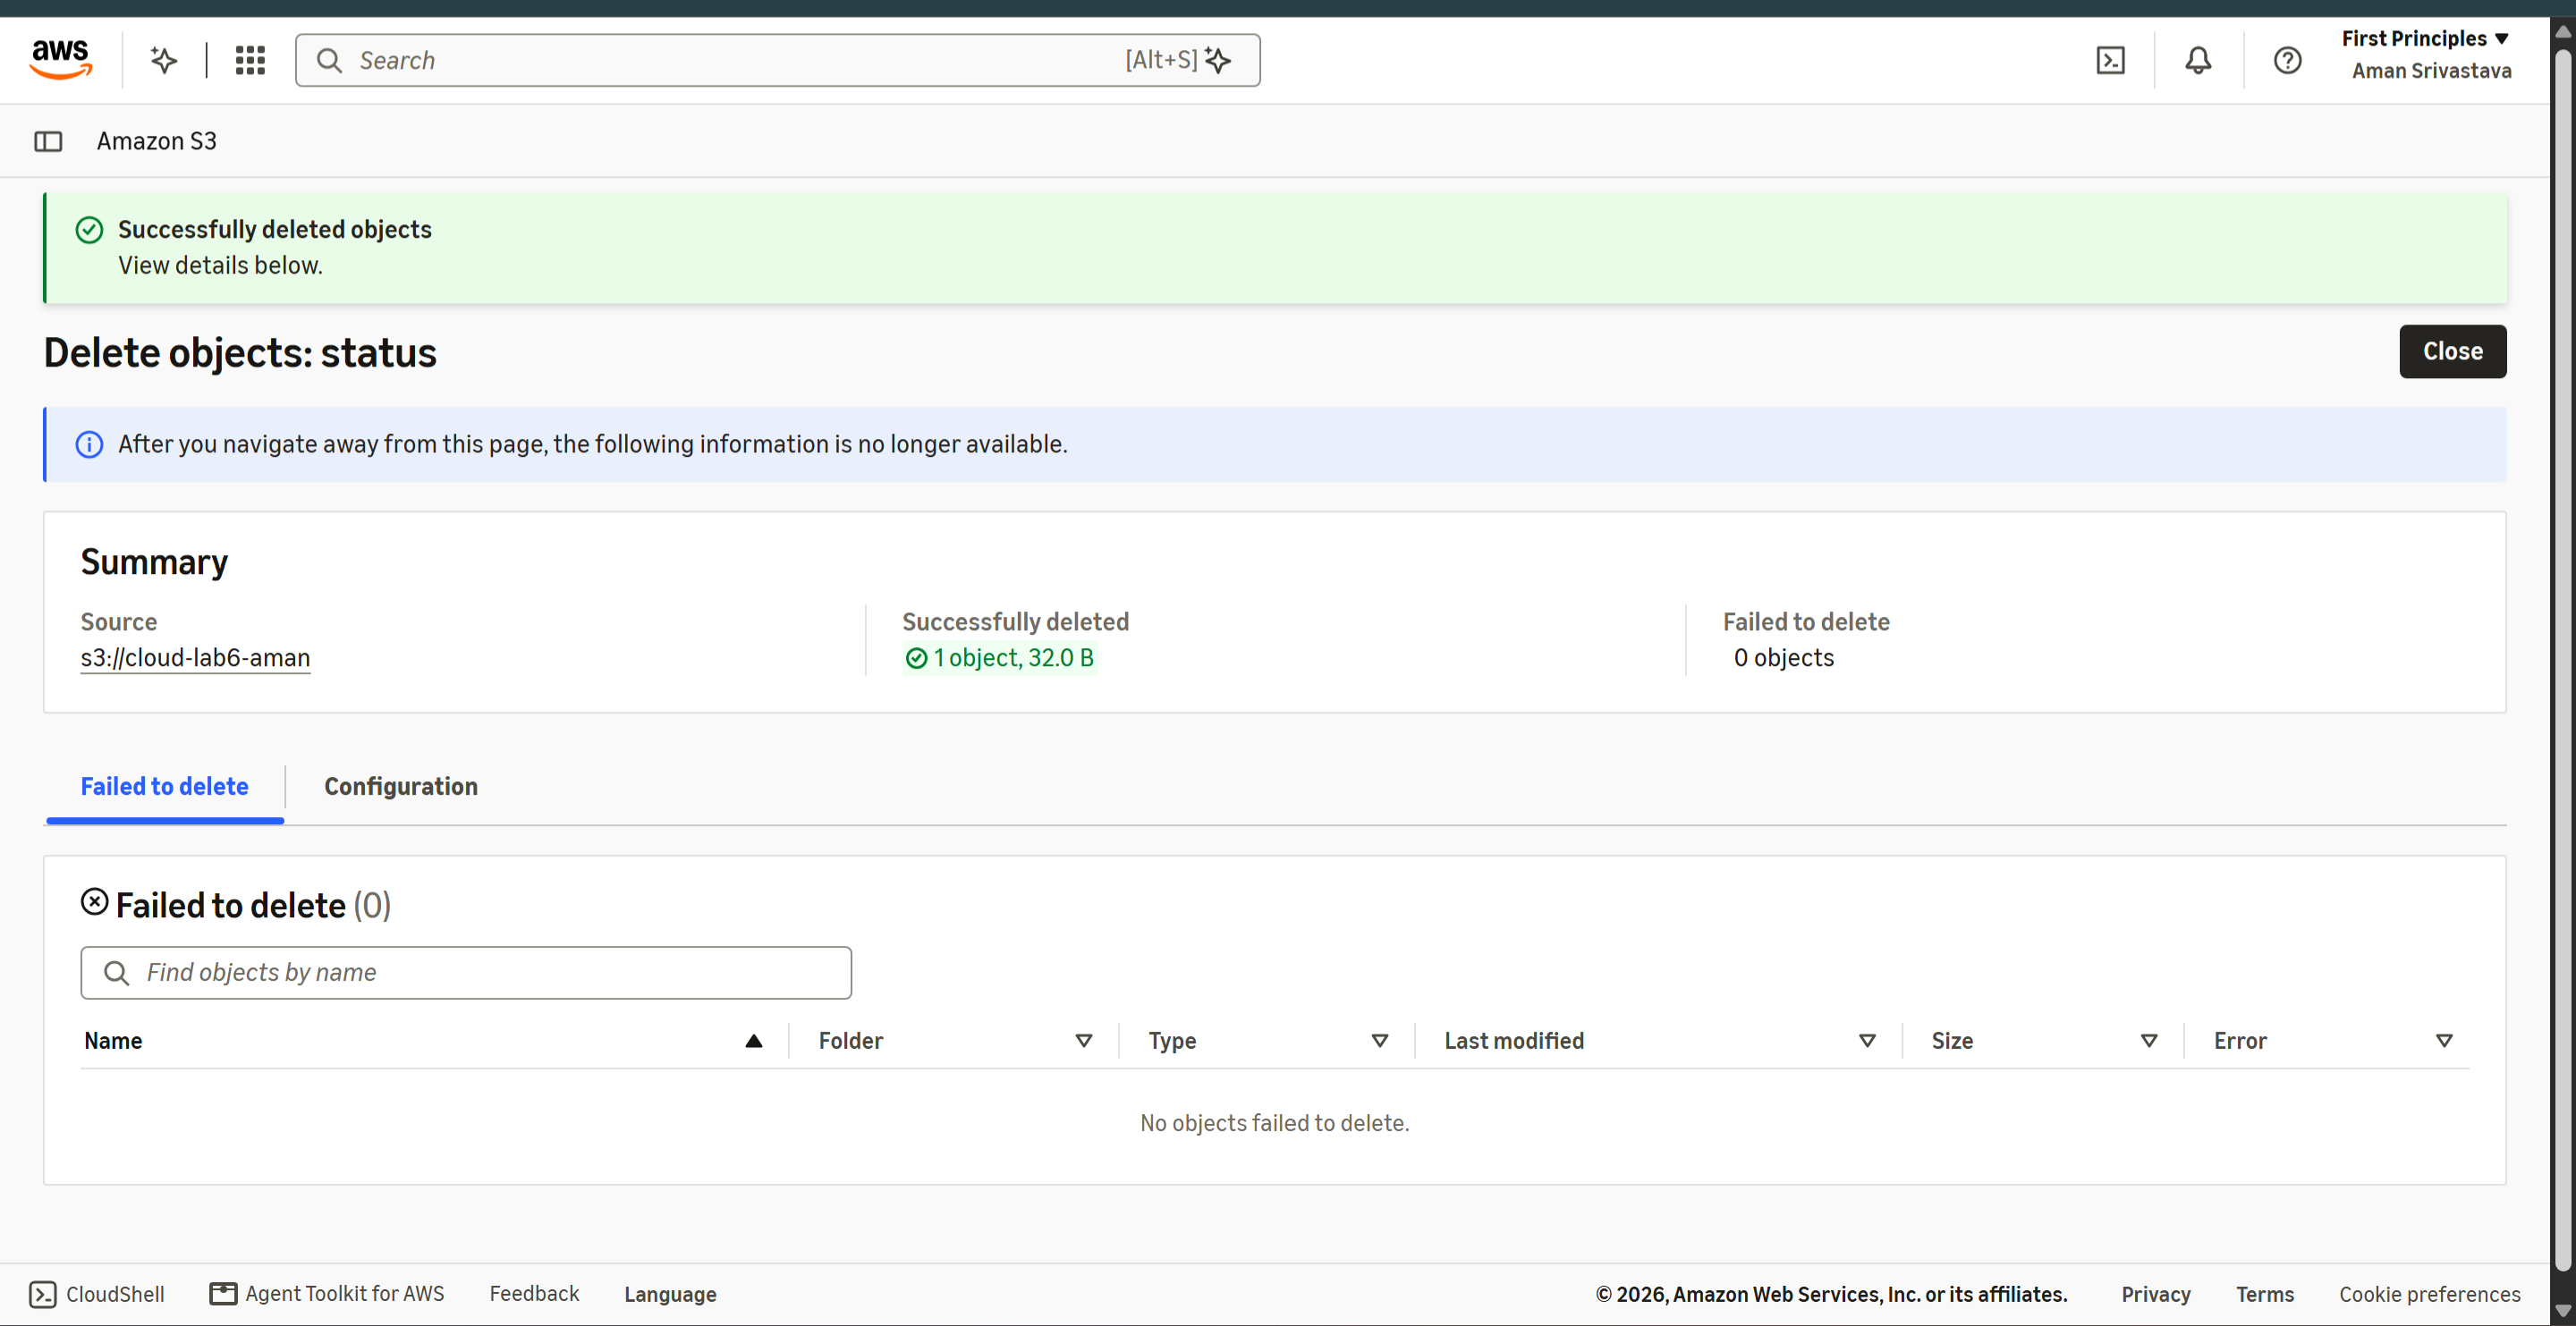 aws
Search [Alt+S]
First Principles
Aman Srivastava
Amazon S3
Successfully deleted objects
View details below.
Delete objects: status
Close
After you navigate away from this page, the following information is no longer available.
Summary
Source
s3://cloud-lab6-aman
Successfully deleted
1 object, 32.0 B
Failed to delete
0 objects
Failed to delete
Configuration
Failed to delete (0)
Find objects by name
Name Folder Type Last modified Size Error
No objects failed to delete.
CloudShell Agent Toolkit for AWS Feedback Language © 2026, Amazon Web Services, Inc. or its affiliates. Privacy Terms Cookie preferences